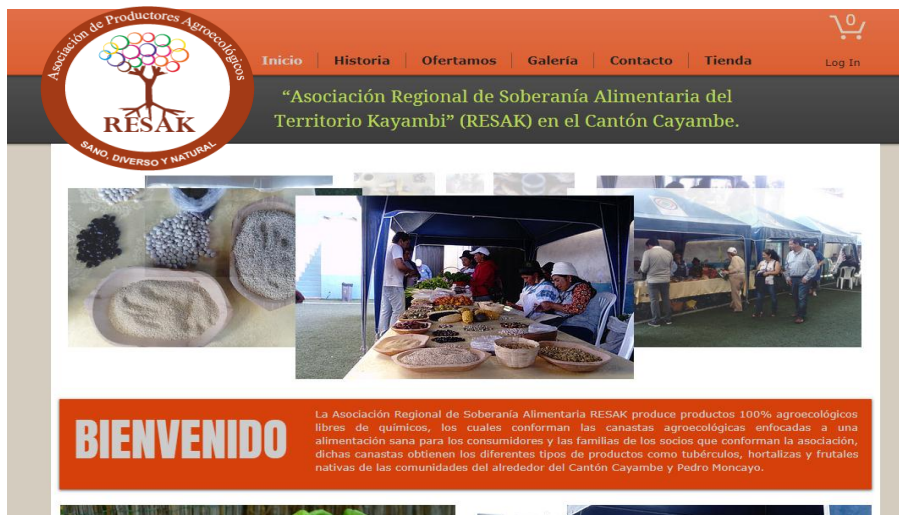 Asociación de Productores Agroecológicos
RESAK
SANO, DIVERSO Y NATURAL
Inicio
Historia
Ofertamos
Galería
Contacto
Tienda
0
Log In
“Asociación Regional de Soberanía Alimentaria del
Territorio Kayambi” (RESAK) en el Cantón Cayambe.
BIENVENIDO
La Asociación Regional de Soberanía Alimentaria RESAK produce productos 100% agroecológicos
libres de químicos, los cuales conforman las canastas agroecológicas enfocadas a una
alimentación sana para los consumidores y las familias de los socios que conforman la asociación,
dichas canastas obtienen los diferentes tipos de productos como tubérculos, hortalizas y frutales
nativas de las comunidades del alrededor del Cantón Cayambe y Pedro Moncayo.